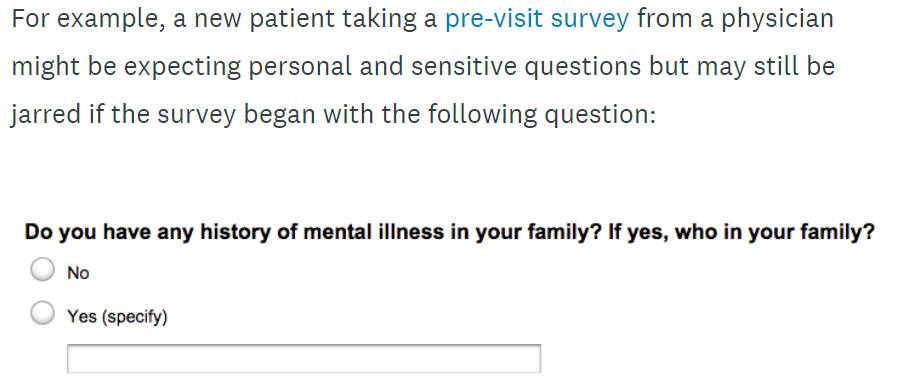 For example, a new patient taking a pre-visit survey from a physician
might be expecting personal and sensitive questions but may still be
jarred if the survey began with the following question:
Do you have any history of mental illness in your family? If yes, who in your family?
No
Yes (specify)